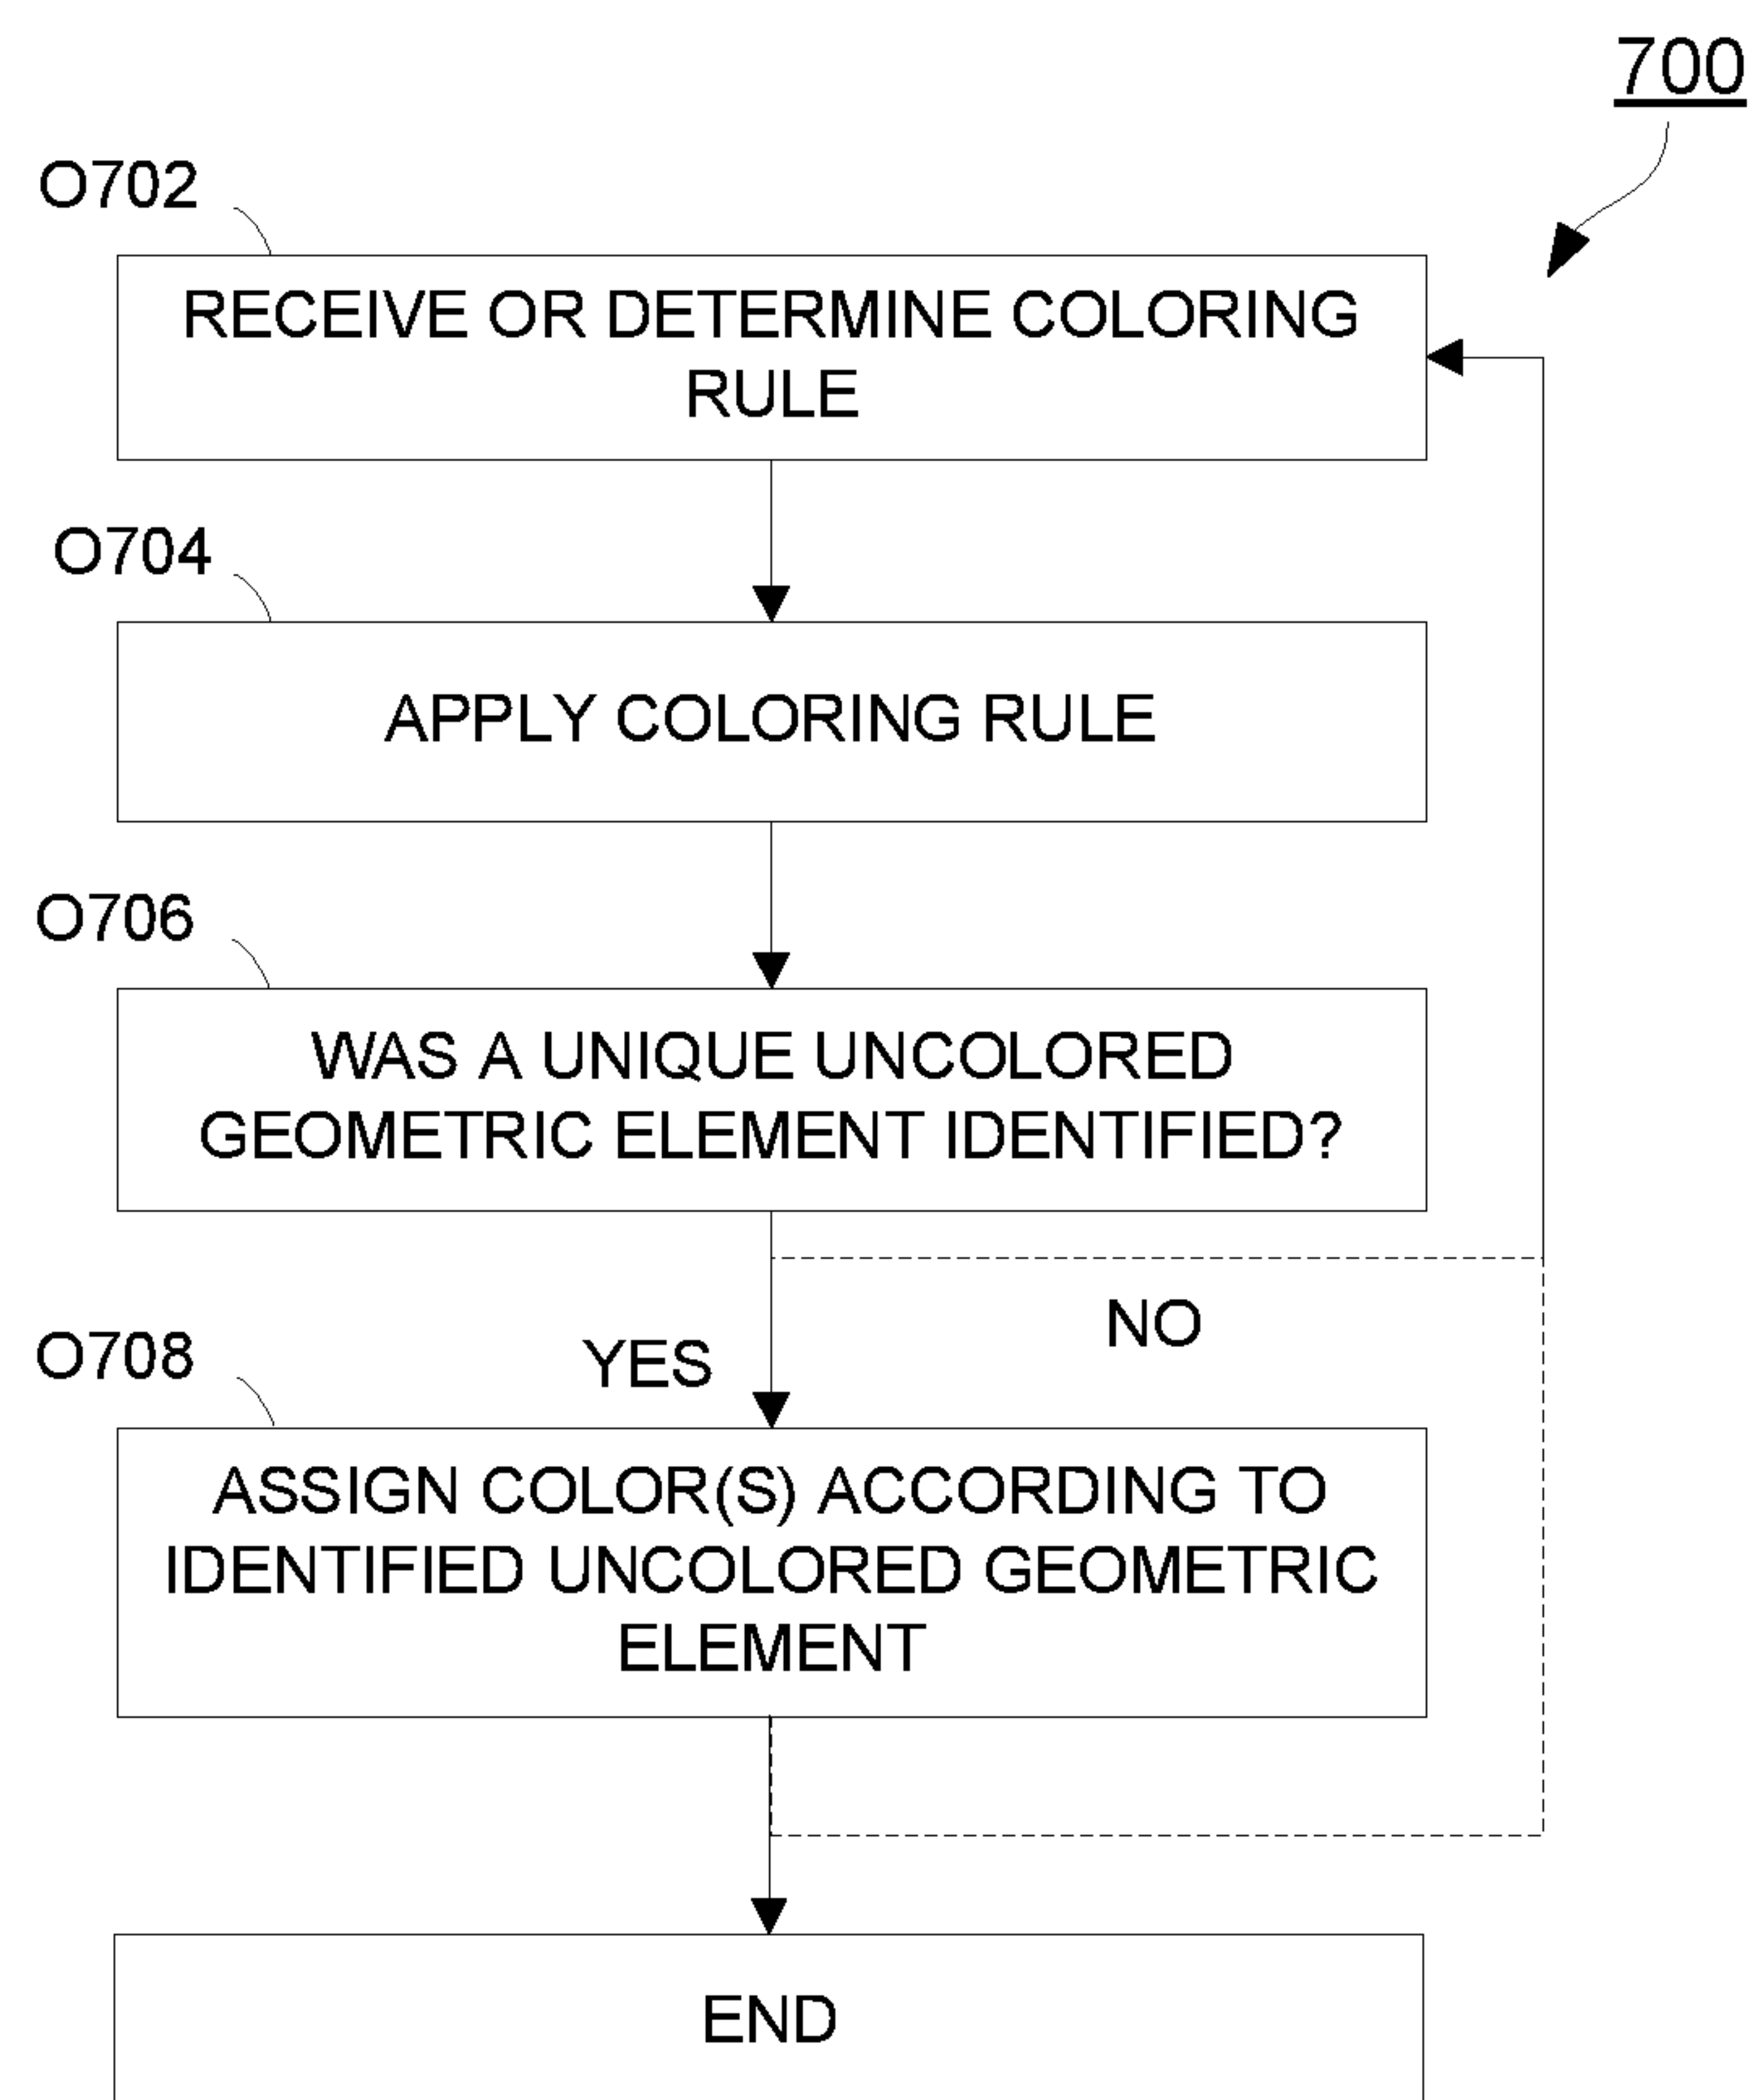 700
O702
RECEIVE OR DETERMINE COLORING
RULE
O704
APPLY COLORING RULE
O706
WAS A UNIQUE UNCOLORED
GEOMETRIC ELEMENT IDENTIFIED?
NO
YES
O708
ASSIGN COLOR(S) ACCORDING TO
IDENTIFIED UNCOLORED GEOMETRIC
ELEMENT
END